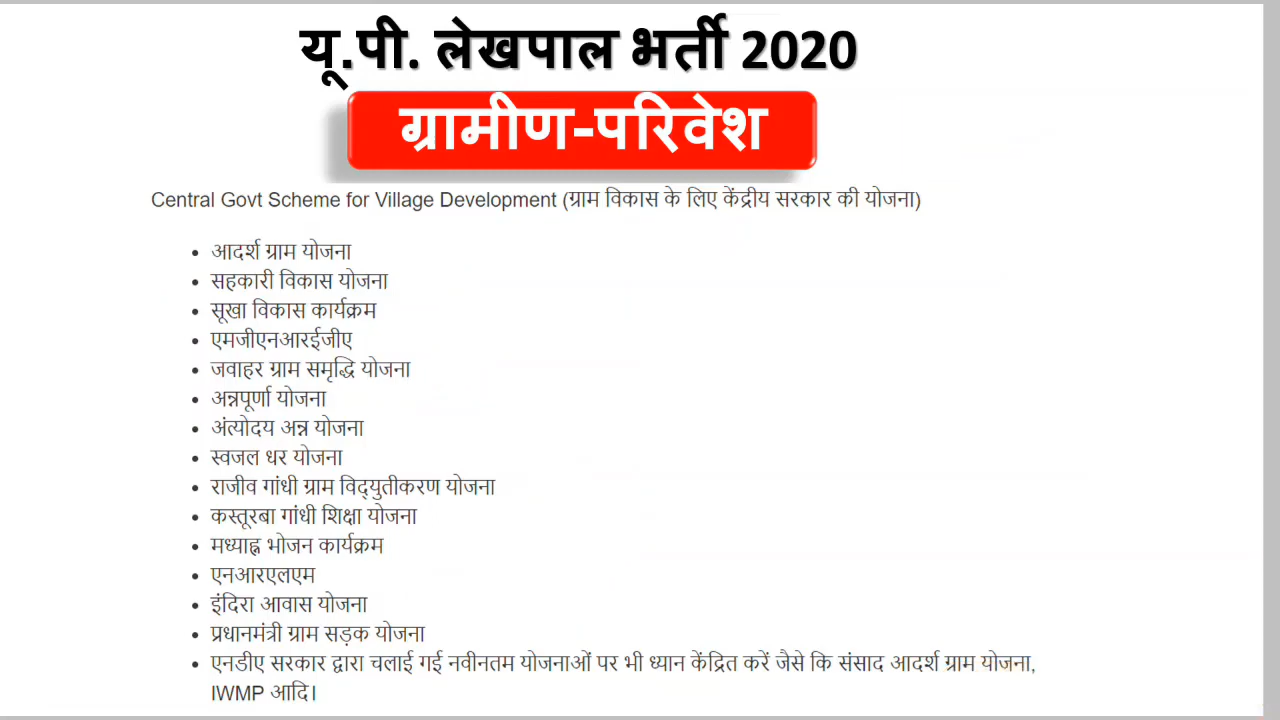 यू.पी. लेखपाल भर्ती 2020
ग्रामीण-परिवेश
Central Govt Scheme for Village Development (ग्राम विकास के लिए केंद्रीय सरकार की योजना)
• आदर्श ग्राम योजना
• सहकारी विकास योजना
• सूखा विकास कार्यक्रम
• एमजीएनआरईजीए
• जवाहर ग्राम समृद्धि योजना
• अन्नपूर्णा योजना
• अंत्योदय अन्न योजना
• स्वजल धर योजना
• राजीव गांधी ग्राम विद्युतीकरण योजना
• कस्तूरबा गांधी शिक्षा योजना
• मध्याह्न भोजन कार्यक्रम
• एनआरएलएम
• इंदिरा आवास योजना
• प्रधानमंत्री ग्राम सड़क योजना
• एनडीए सरकार द्वारा चलाई गई नवीनतम योजनाओं पर भी ध्यान केंद्रित करें जैसे कि संसाद आदर्श ग्राम योजना,
IWMP आदि।